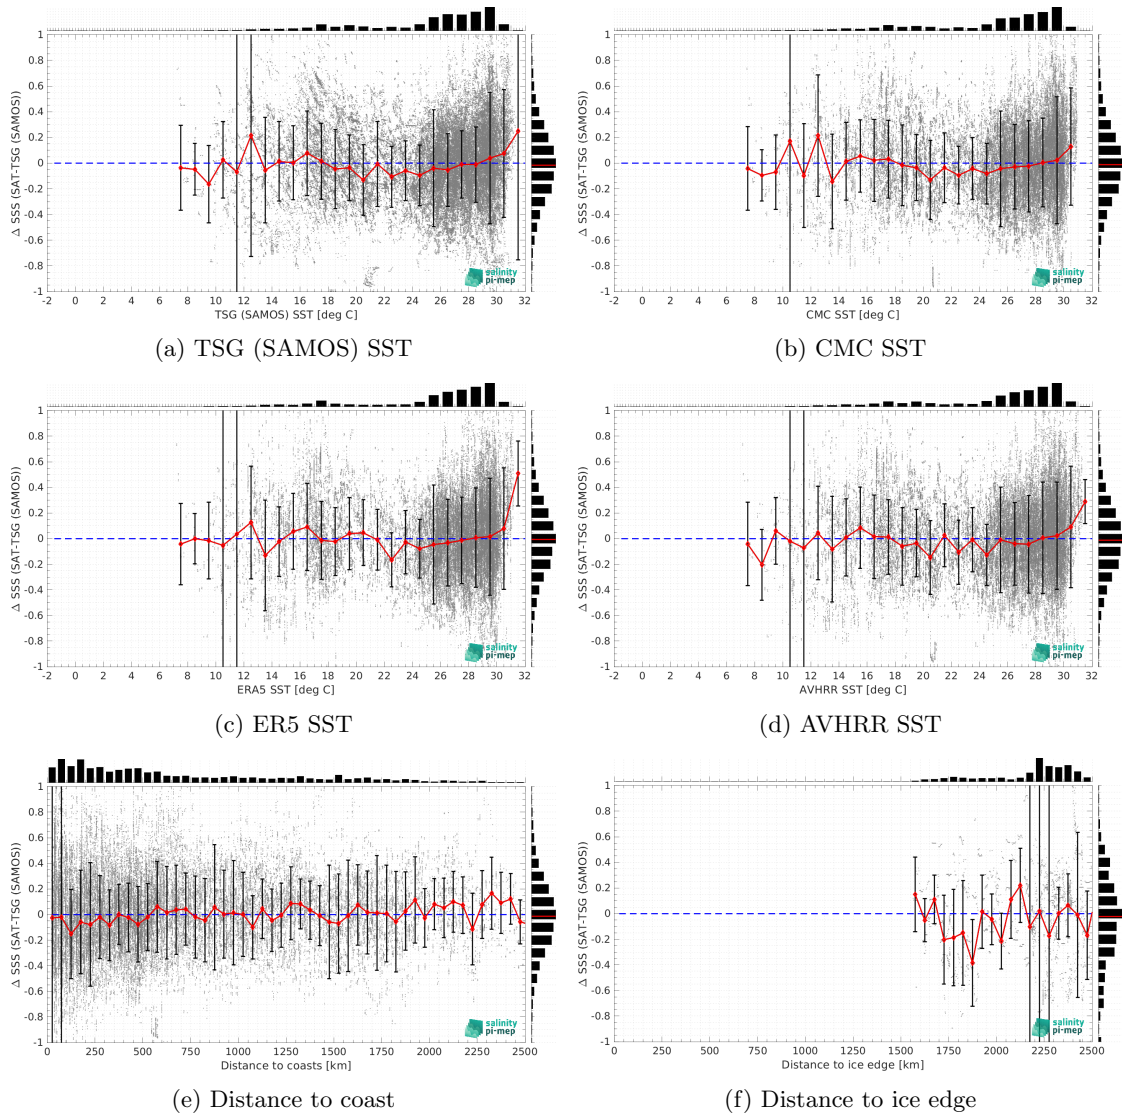 Δ SSS (SAT-TSG (SAMOS))
1
0.8
0.6
0.4
0.2
0
-0.2
-0.4
-0.6
-0.8
-1
salinity
pi-mep
-2 0 2 4 6 8 10 12 14 16 18 20 22 24 26 28 30 32
TSG (SAMOS) SST [deg C]
(a) TSG (SAMOS) SST
Δ SSS (SAT-TSG (SAMOS))
1
0.8
0.6
0.4
0.2
0
-0.2
-0.4
-0.6
-0.8
-1
salinity
pi-mep
-2 0 2 4 6 8 10 12 14 16 18 20 22 24 26 28 30 32
CMC SST [deg C]
(b) CMC SST
Δ SSS (SAT-TSG (SAMOS))
1
0.8
0.6
0.4
0.2
0
-0.2
-0.4
-0.6
-0.8
-1
salinity
pi-mep
-2 0 2 4 6 8 10 12 14 16 18 20 22 24 26 28 30 32
ERA5 SST [deg C]
(c) ER5 SST
Δ SSS (SAT-TSG (SAMOS))
1
0.8
0.6
0.4
0.2
0
-0.2
-0.4
-0.6
-0.8
-1
salinity
pi-mep
-2 0 2 4 6 8 10 12 14 16 18 20 22 24 26 28 30 32
AVHRR SST [deg C]
(d) AVHRR SST
Δ SSS (SAT-TSG (SAMOS))
1
0.8
0.6
0.4
0.2
0
-0.2
-0.4
-0.6
-0.8
-1
salinity
pi-mep
0 250 500 750 1000 1250 1500 1750 2000 2250 2500
Distance to coasts [km]
(e) Distance to coast
Δ SSS (SAT-TSG (SAMOS))
1
0.8
0.6
0.4
0.2
0
-0.2
-0.4
-0.6
-0.8
-1
salinity
pi-mep
0 250 500 750 1000 1250 1500 1750 2000 2250 2500
Distance to ice edge [km]
(f) Distance to ice edge